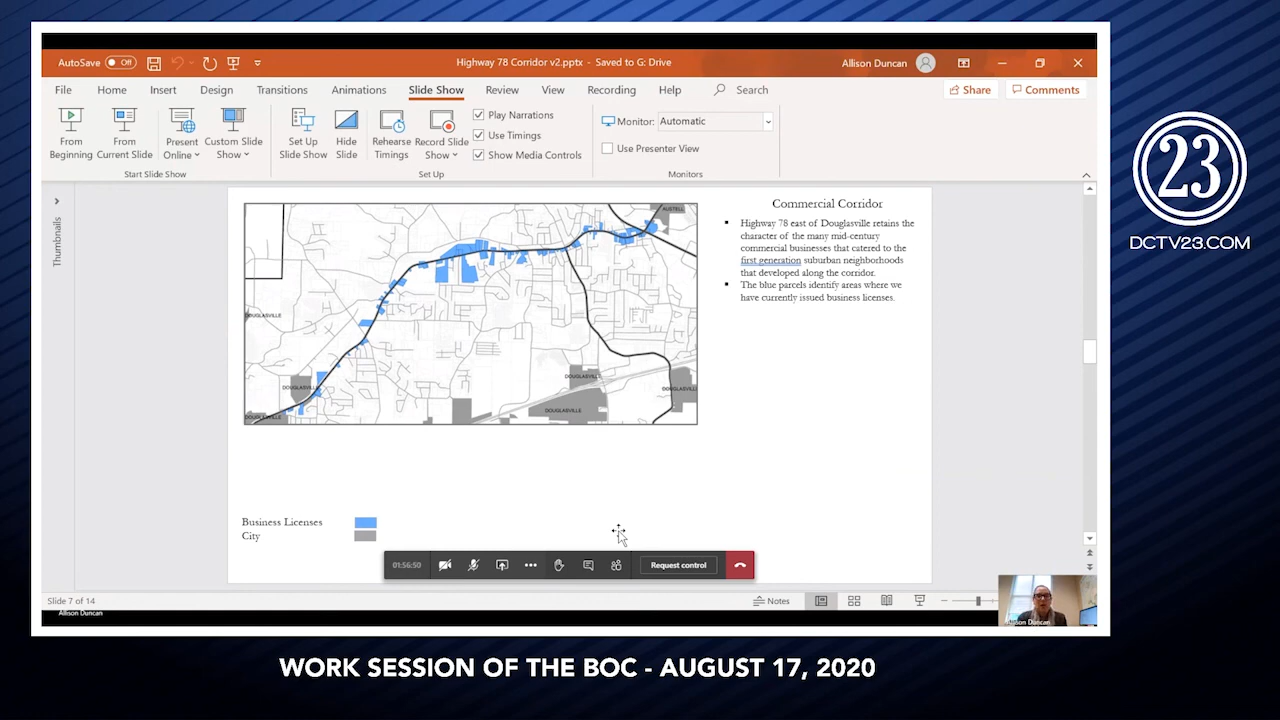 AutoSave Off
Highway 78 Corridor v2.pptx - Saved to G: Drive
Allison Duncan
File Home Insert Design Transitions Animations Slide Show Review View Recording Help Search
Share Comments
From Beginning
From Current Slide
Present Online
Custom Slide Show
Set Up Slide Show
Hide Slide
Rehearse Timings
Record Slide Show
Play Narrations
Use Timings
Show Media Controls
Monitor: Automatic
Use Presenter View
Start Slide Show
Set Up
Monitors
Thumbnails
AUSTELL
DOUGLASVILLE
DOUGLASVILLE
DOUGLASVILLE
DOUGLASVILLE
DOUGLASVILLE
Commercial Corridor
▪ Highway 78 east of Douglasville retains the
character of the many mid-century
commercial businesses that catered to the
first generation suburban neighborhoods
that developed along the corridor.
▪ The blue parcels identify areas where we
have currently issued business licenses.
Business Licenses
City
01:56:50
Request control
Slide 7 of 14
Notes
Allison Duncan
Allison Duncan
23
DCTV23.COM
WORK SESSION OF THE BOC - AUGUST 17, 2020